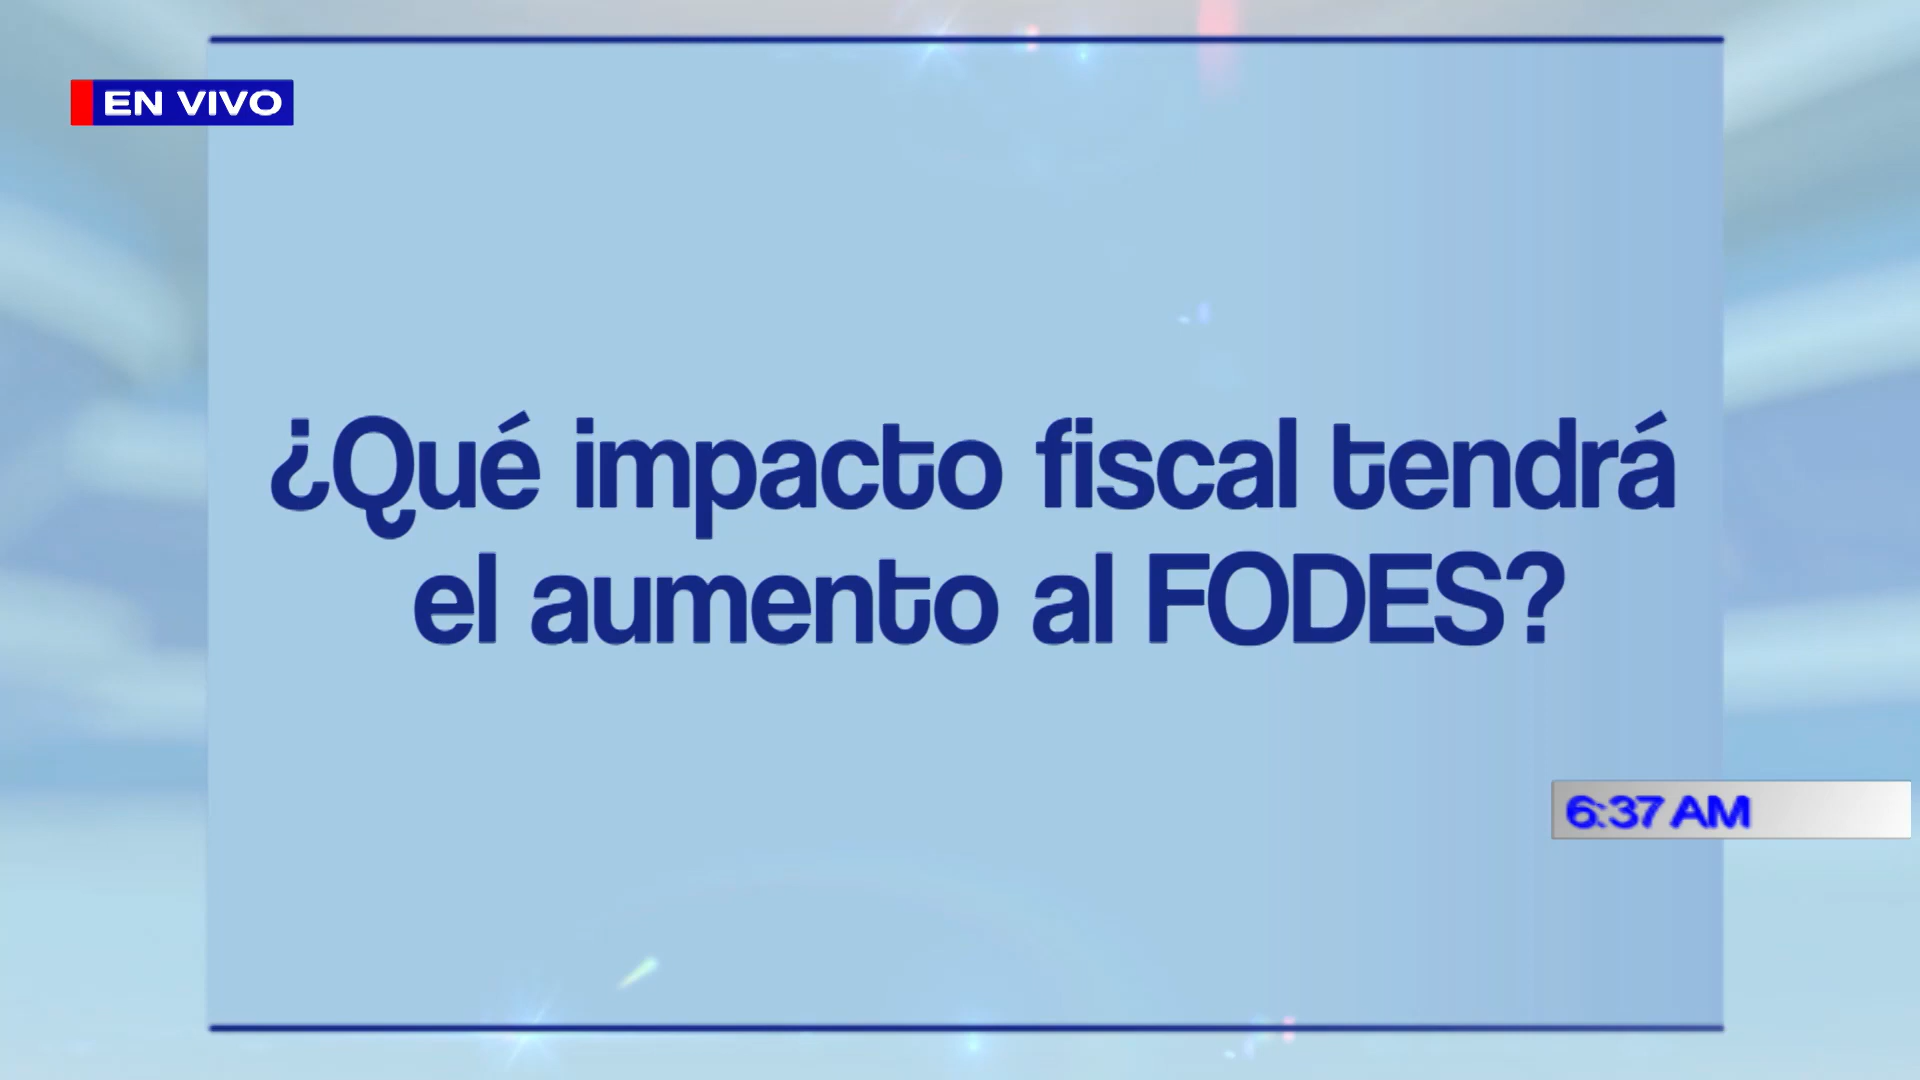 EN VIVO
¿Qué impacto fiscal tendrá
el aumento al FODES?
6:37 AM